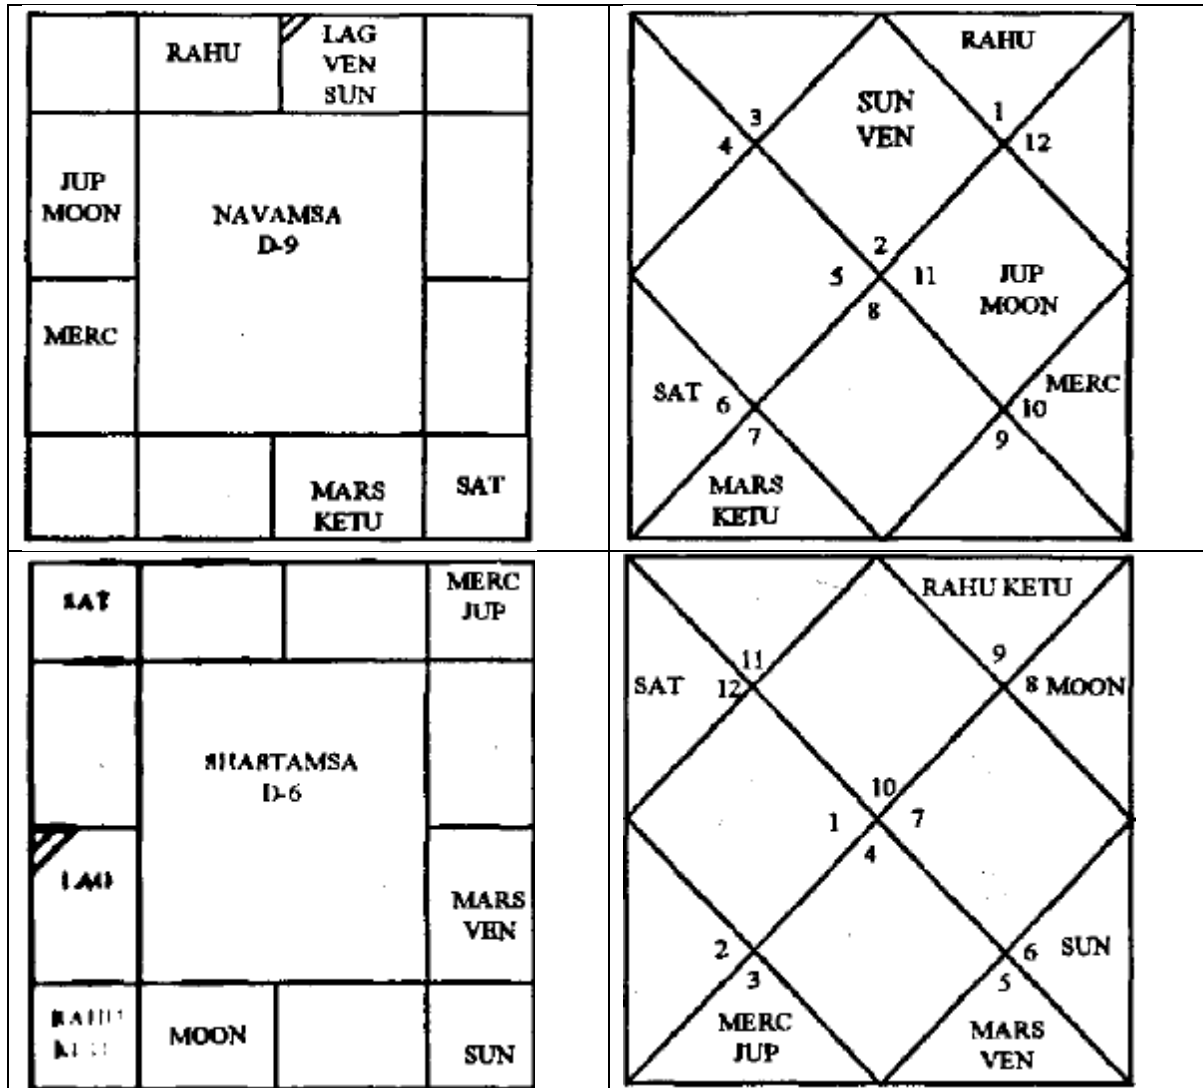 RAHU
LAG
VEN
SUN
JUP
MOON
NAVAMSA
D-9
MERC
MARS
KETU
SAT
RAHU
SUN
VEN
3
1
4
12
2
5
11
8
JUP
MOON
SAT
6
MERC
10
7
9
MARS
KETU
SAT
MERC
JUP
SHASTAMSA
D-6
LAG
MARS
VEN
MOON
SUN
RAHU KETU
11
9
SAT
12
8
MOON
10
1
7
4
2
6
SUN
3
5
MERC
JUP
MARS
VEN